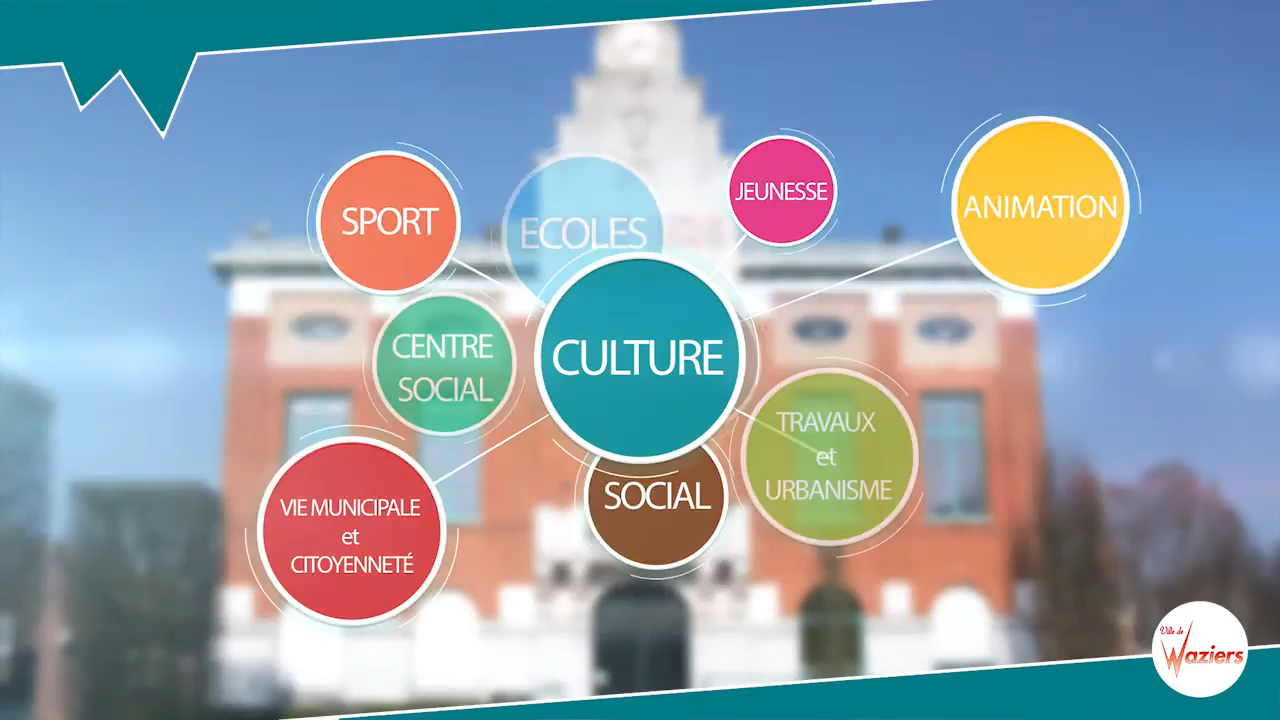 SPORT
ECOLES
JEUNESSE
ANIMATION
CENTRE
SOCIAL
CULTURE
TRAVAUX
et
URBANISME
VIE MUNICIPALE
et
CITOYENNETÉ
SOCIAL
Ville de
Waziers